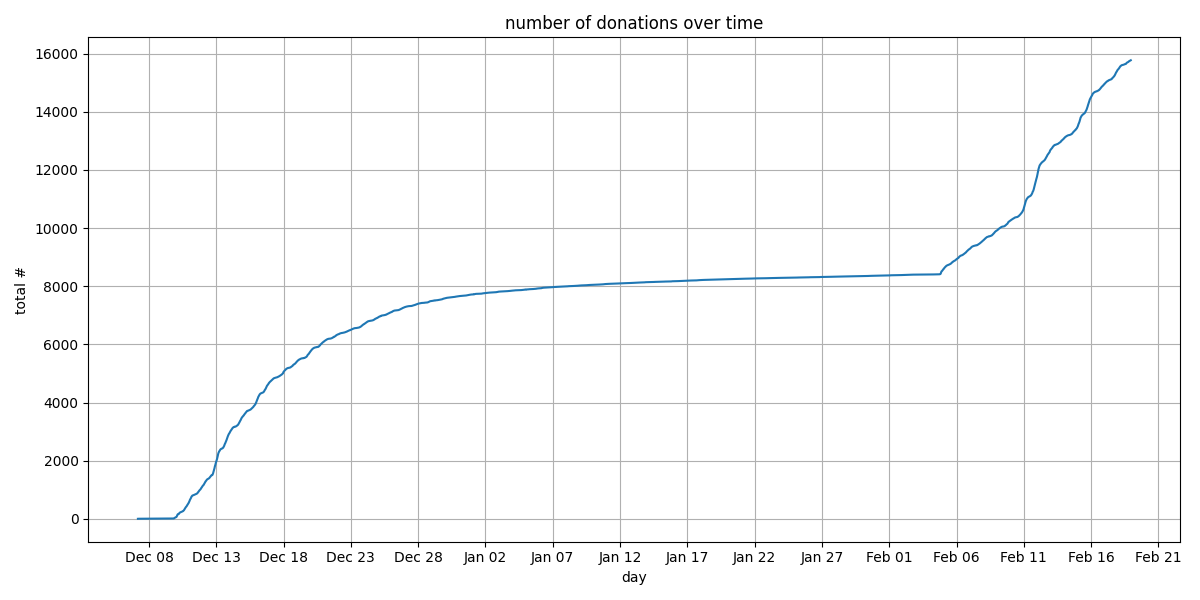 number of donations over time
16000
14000
12000
10000
8000
6000
4000
2000
0
total #
Dec 08 Dec 13 Dec 18 Dec 23 Dec 28 Jan 02 Jan 07 Jan 12 Jan 17 Jan 22 Jan 27 Feb 01 Feb 06 Feb 11 Feb 16 Feb 21
day